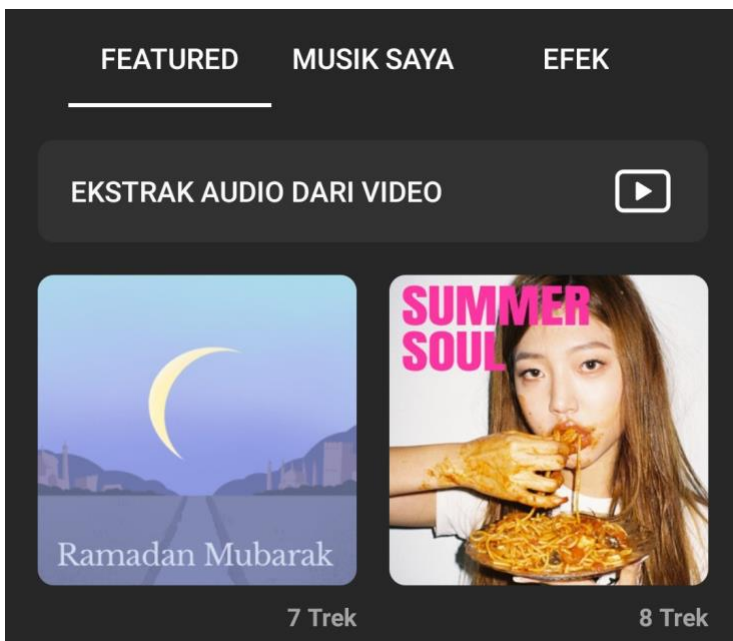 FEATURED MUSIK SAYA EFEK
EKSTRAK AUDIO DARI VIDEO
Ramadan Mubarak
SUMMER
SOUL
7 Trek
8 Trek